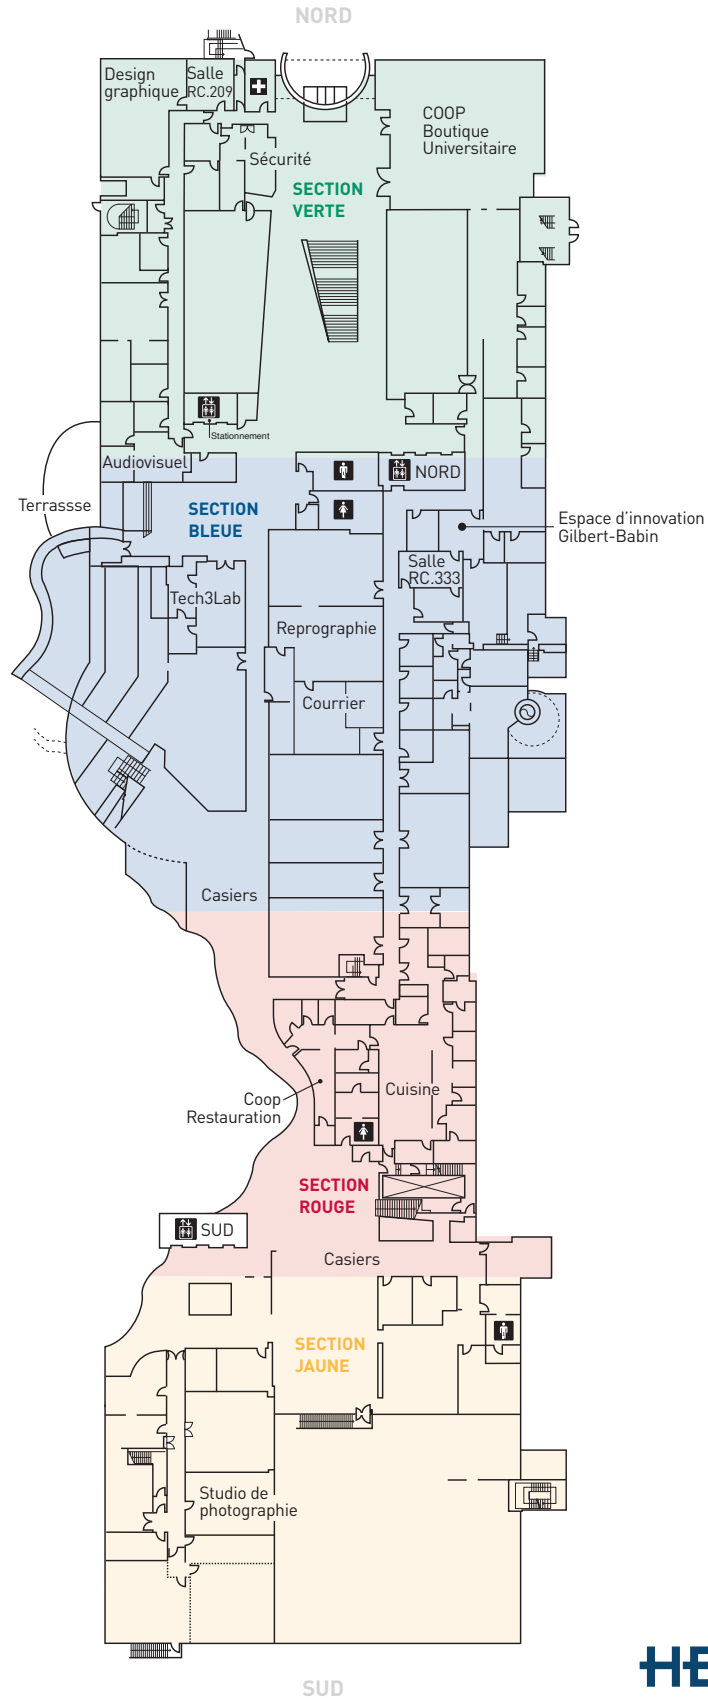 NORD
Design
graphique
Salle
RC.209
COOP
Boutique
Universitaire
Sécurité
SECTION
VERTE
Stationnement
Audiovisuel
NORD
Terrassse
SECTION
BLEUE
Espace d'innovation
Gilbert-Babin
Salle
RC.333
Tech3Lab
Reprographie
Courrier
Casiers
Coop
Restauration
Cuisine
SECTION
ROUGE
SUD
Casiers
SECTION
JAUNE
Studio de
photographie
HE
SUD